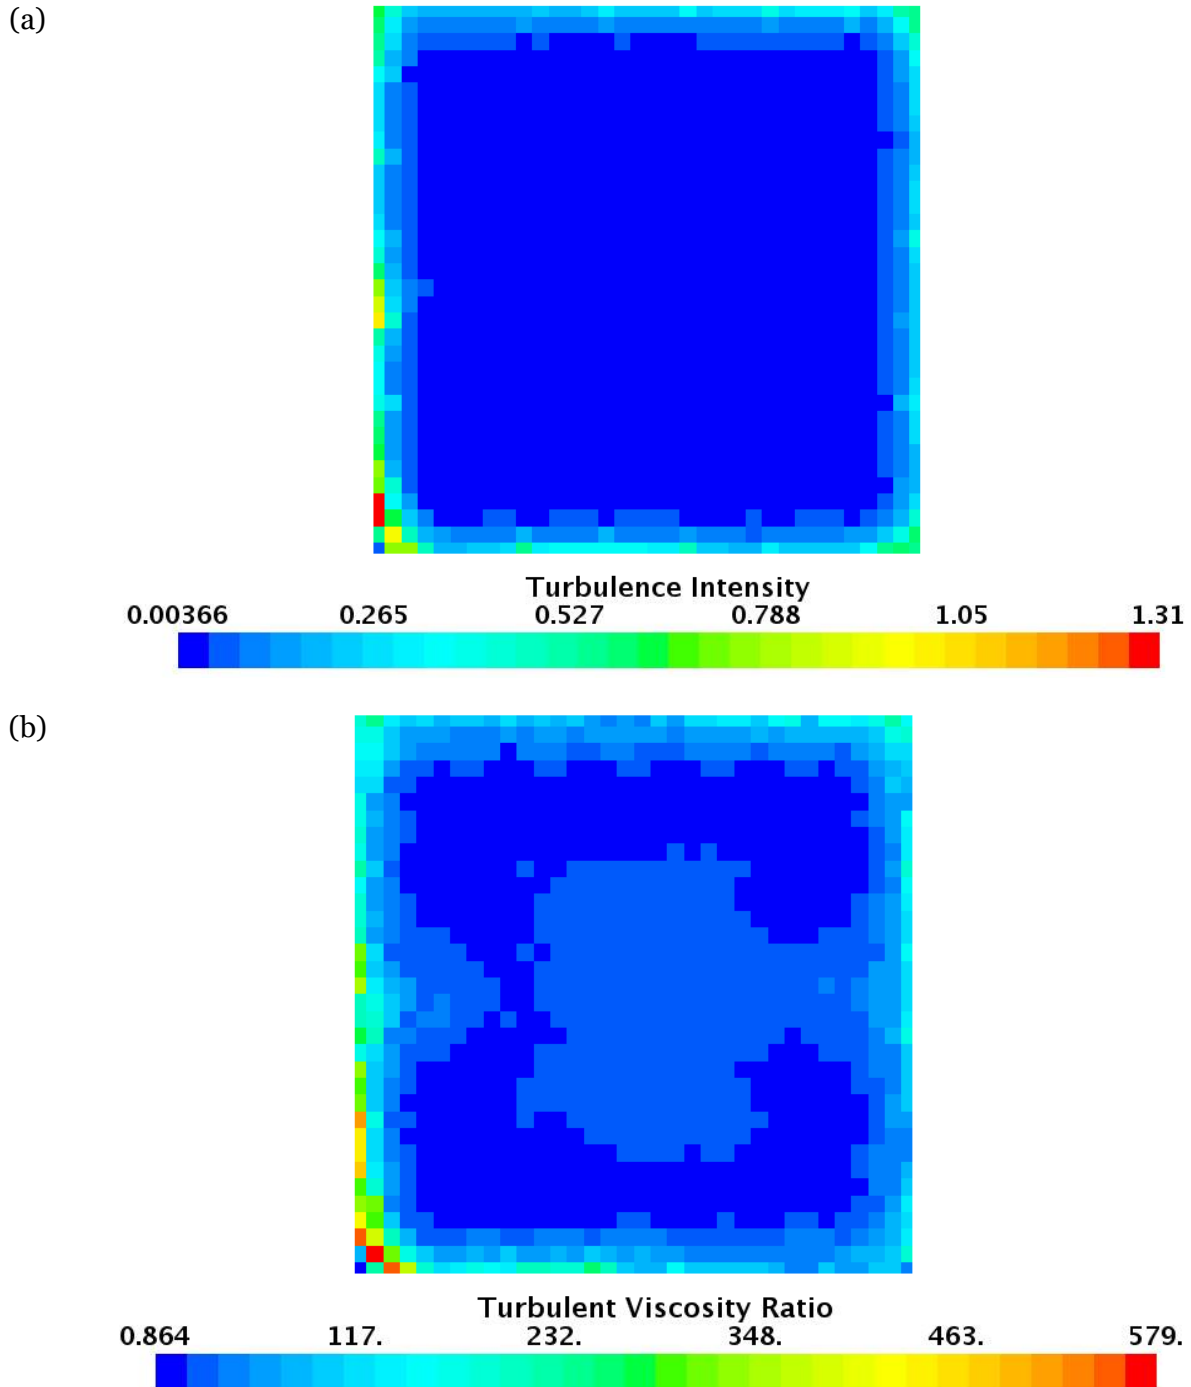 (a)
Turbulence Intensity
0.00366 0.265 0.527 0.788 1.05 1.31
(b)
Turbulent Viscosity Ratio
0.864 117. 232. 348. 463. 579.